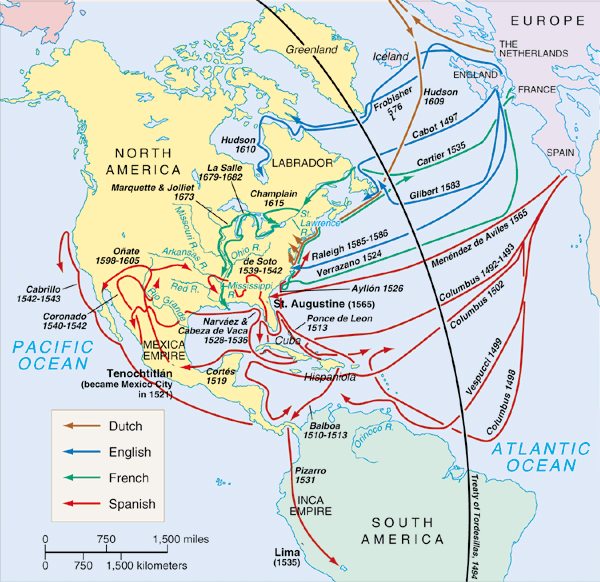 EUROPE
Greenland
Iceland
THE
NETHERLANDS
ENGLAND
FRANCE
SPAIN
Frobisher
1576
Hudson
1609
Cabot 1497
Cartier 1535
Gilbert 1583
Hudson
1610
LABRADOR
NORTH
AMERICA
La Salle
1679-1682
Marquette & Jolliet
1673
Champlain
1615
St.
Lawrence
R.
Missouri R.
Ohio R.
Arkansas R.
Red R.
Mississippi
R.
Rio Grande
de Soto
1539-1542
Raleigh 1585-1586
Verrazano 1524
Menéndez de Aviles 1565
Columbus 1492-1493
Columbus 1502
Ayllón 1526
St. Augustine (1565)
Ponce de Leon
1513
Oñate
1598-1605
Cabrillo
1542-1543
Coronado
1540-1542
Narváez &
Cabeza de Vaca
1528-1536
Cuba
MEXICA
EMPIRE
PACIFIC
OCEAN
Tenochtitlán
(became Mexico City
in 1521)
Cortés
1519
Hispaniola
Vespucci 1499
Columbus 1498
Balboa
1510-1513
Orinoco R.
ATLANTIC
OCEAN
Dutch
English
French
Spanish
Pizarro
1531
INCA
EMPIRE
SOUTH
AMERICA
Lima
(1535)
Treaty of Tordesillas, 1494
0 750 1,500 miles
0 750 1,500 kilometers